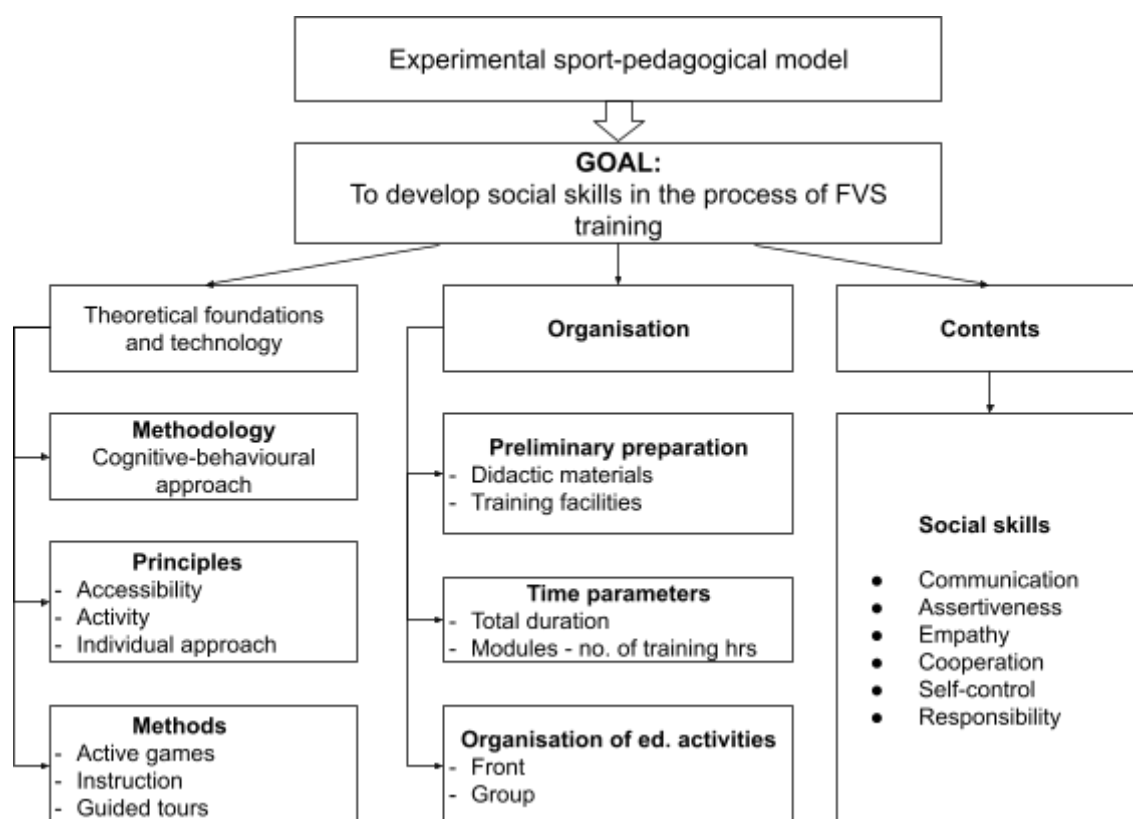 Experimental sport-pedagogical model
GOAL:
To develop social skills in the process of FVS
training
Theoretical foundations
and technology
Methodology
Cognitive-behavioural
approach
Principles
- Accessibility
- Activity
- Individual approach
Methods
- Active games
- Instruction
- Guided tours
Organisation
Preliminary preparation
- Didactic materials
- Training facilities
Time parameters
- Total duration
- Modules - no. of training hrs
Organisation of ed. activities
- Front
- Group
Contents
Social skills
● Communication
● Assertiveness
● Empathy
● Cooperation
● Self-control
● Responsibility